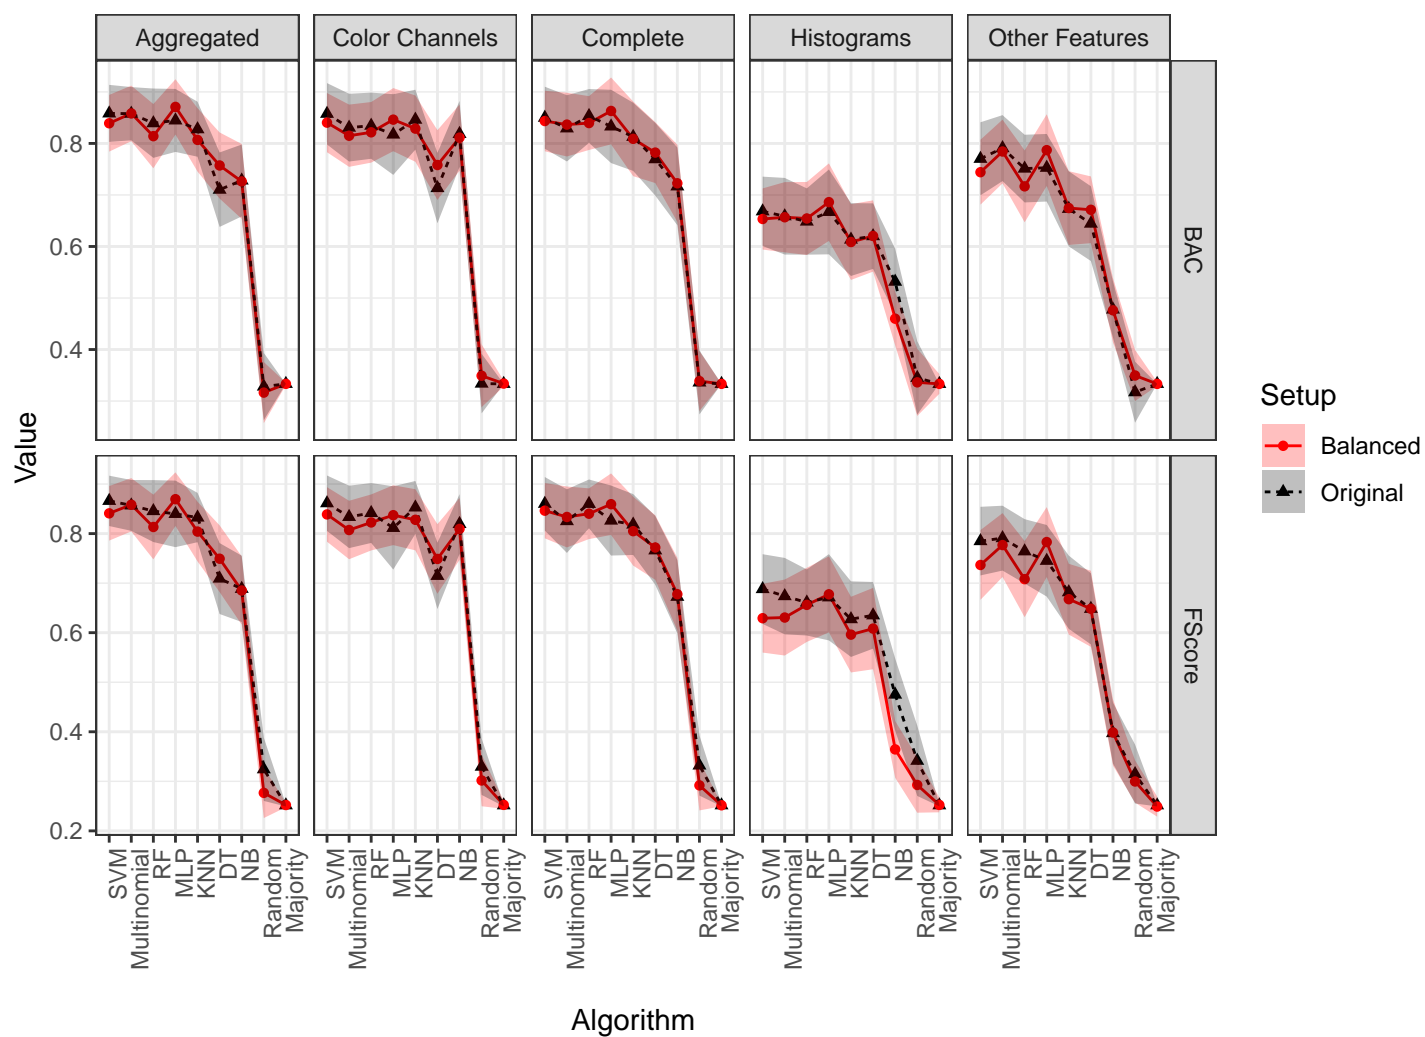 Aggregated Color Channels Complete Histograms Other Features
Value
0.8
0.6
0.4
BAC
0.8
0.6
0.4
0.2
FScore
SVM Multinomial RF MLP KNN DT NB Random Majority SVM Multinomial RF MLP KNN DT NB Random Majority SVM Multinomial RF MLP KNN DT NB Random Majority SVM Multinomial RF MLP KNN DT NB Random Majority SVM Multinomial RF MLP KNN DT NB Random Majority
Algorithm
Setup
Balanced
Original